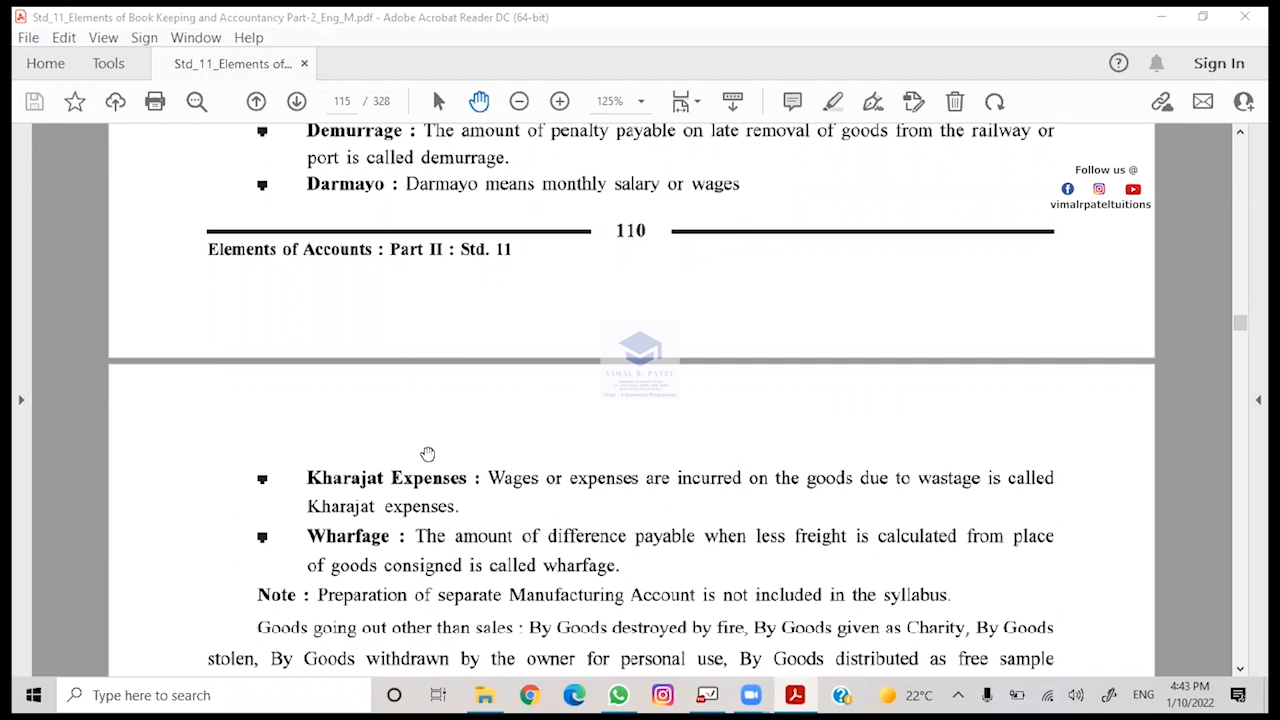 Std_11_Elements of Book Keeping and Accountancy Part-2_Eng_M.pdf - Adobe Acrobat Reader DC (64-bit)
File Edit View Sign Window Help
Home Tools Std_11_Elements of... × Sign In
115 / 328 125%
Demurrage : The amount of penalty payable on late removal of goods from the railway or
port is called demurrage.
Darmayo : Darmayo means monthly salary or wages
Follow us @
vimalrpateltuitions
110
Elements of Accounts : Part II : Std. 11
VIMAL R. PATEL
Kharajat Expenses : Wages or expenses are incurred on the goods due to wastage is called
Kharajat expenses.
Wharfage : The amount of difference payable when less freight is calculated from place
of goods consigned is called wharfage.
Note : Preparation of separate Manufacturing Account is not included in the syllabus.
Goods going out other than sales : By Goods destroyed by fire, By Goods given as Charity, By Goods
stolen, By Goods withdrawn by the owner for personal use, By Goods distributed as free sample
Type here to search
22°C ENG
4:43 PM
1/10/2022